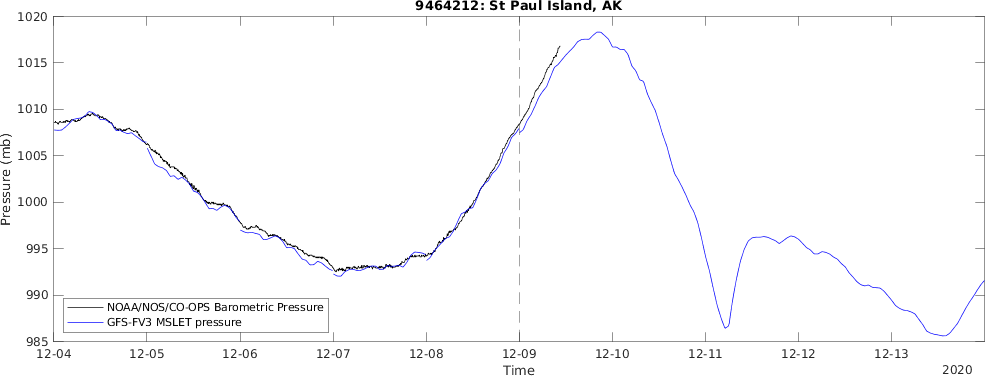 9464212: St Paul Island, AK
1020
1015
1010
1005
1000
995
990
985
Pressure (mb)
NOAA/NOS/CO-OPS Barometric Pressure
GFS-FV3 MSLET pressure
12-04 12-05 12-06 12-07 12-08 12-09 12-10 12-11 12-12 12-13
Time
2020